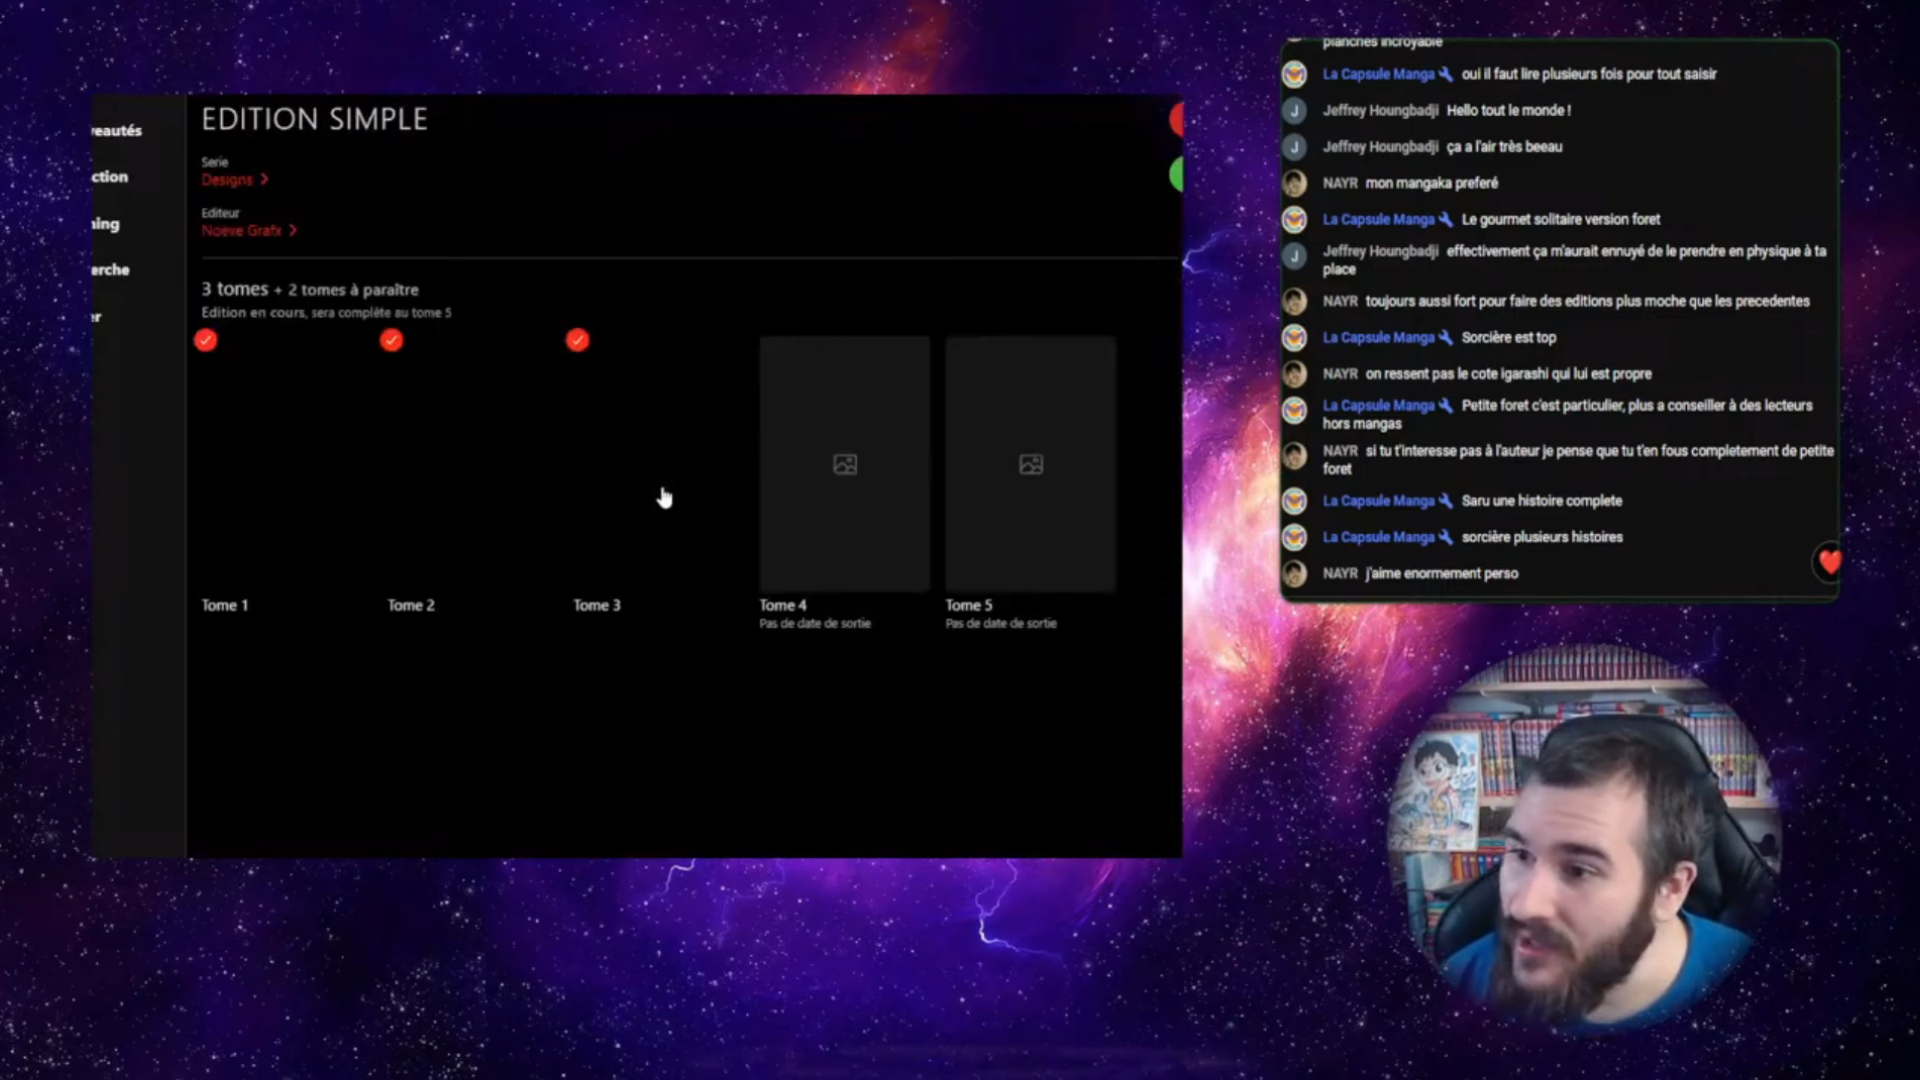 eautés
ction
ning
erche
r
EDITION SIMPLE
Serie
Designs >
Editeur
Noeve Grafx >
3 tomes + 2 tomes à paraître
Edition en cours, sera complète au tome 5
Tome 1
Tome 2
Tome 3
Tome 4
Pas de date de sortie
Tome 5
Pas de date de sortie
planches incroyable
La Capsule Manga oui il faut lire plusieurs fois pour tout saisir
J Jeffrey Houngbadji Hello tout le monde !
J Jeffrey Houngbadji ça a l'air très beeau
NAYR mon mangaka preferé
La Capsule Manga Le gourmet solitaire version foret
J Jeffrey Houngbadji effectivement ça m'aurait ennuyé de le prendre en physique à ta
place
NAYR toujours aussi fort pour faire des editions plus moche que les precedentes
La Capsule Manga Sorcière est top
NAYR on ressent pas le cote igarashi qui lui est propre
La Capsule Manga Petite foret c'est particulier, plus a conseiller à des lecteurs
hors mangas
NAYR si tu t'interesse pas à l'auteur je pense que tu t'en fous completement de petite
foret
La Capsule Manga Saru une histoire complete
La Capsule Manga sorcière plusieurs histoires
NAYR j'aime enormement perso